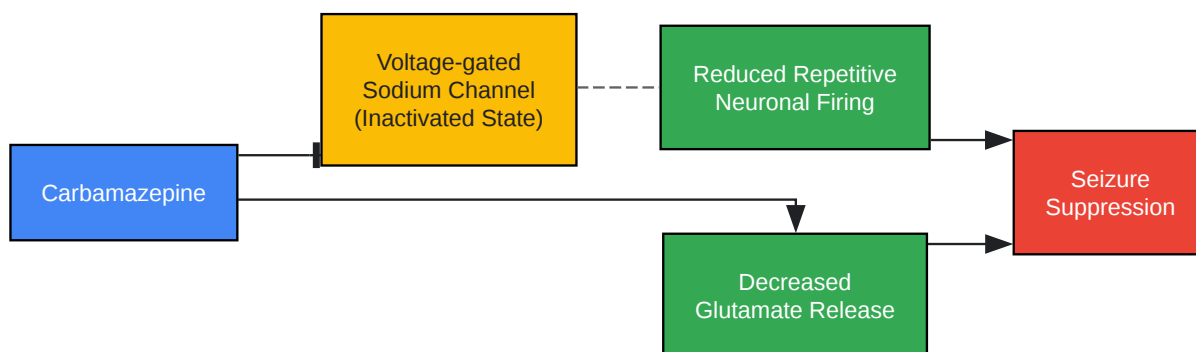 Voltage-gated
Sodium Channel
(Inactivated State)
Reduced Repetitive
Neuronal Firing
Carbamazepine
Seizure
Suppression
Decreased
Glutamate Release